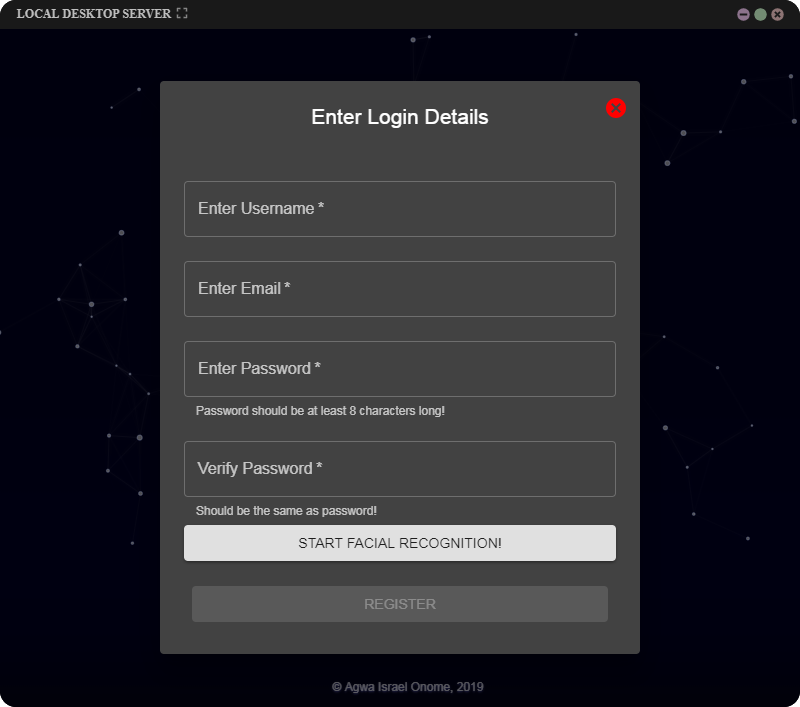 LOCAL DESKTOP SERVER
Enter Login Details
Enter Username *
Enter Email *
Enter Password *
Password should be at least 8 characters long!
Verify Password *
Should be the same as password!
START FACIAL RECOGNITION!
REGISTER
© Agwa Israel Onome, 2019